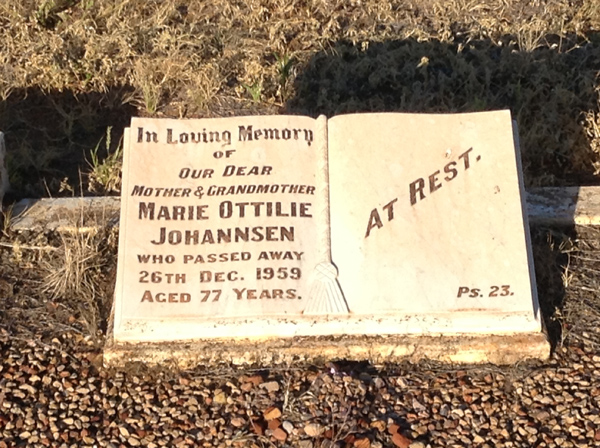 In Loving Memory
OF
OUR DEAR
MOTHER & GRANDMOTHER
MARIE OTTILIE
JOHANNSEN
WHO PASSED AWAY
26TH DEC. 1959
AGED 77 YEARS.
AT REST.
PS. 23.